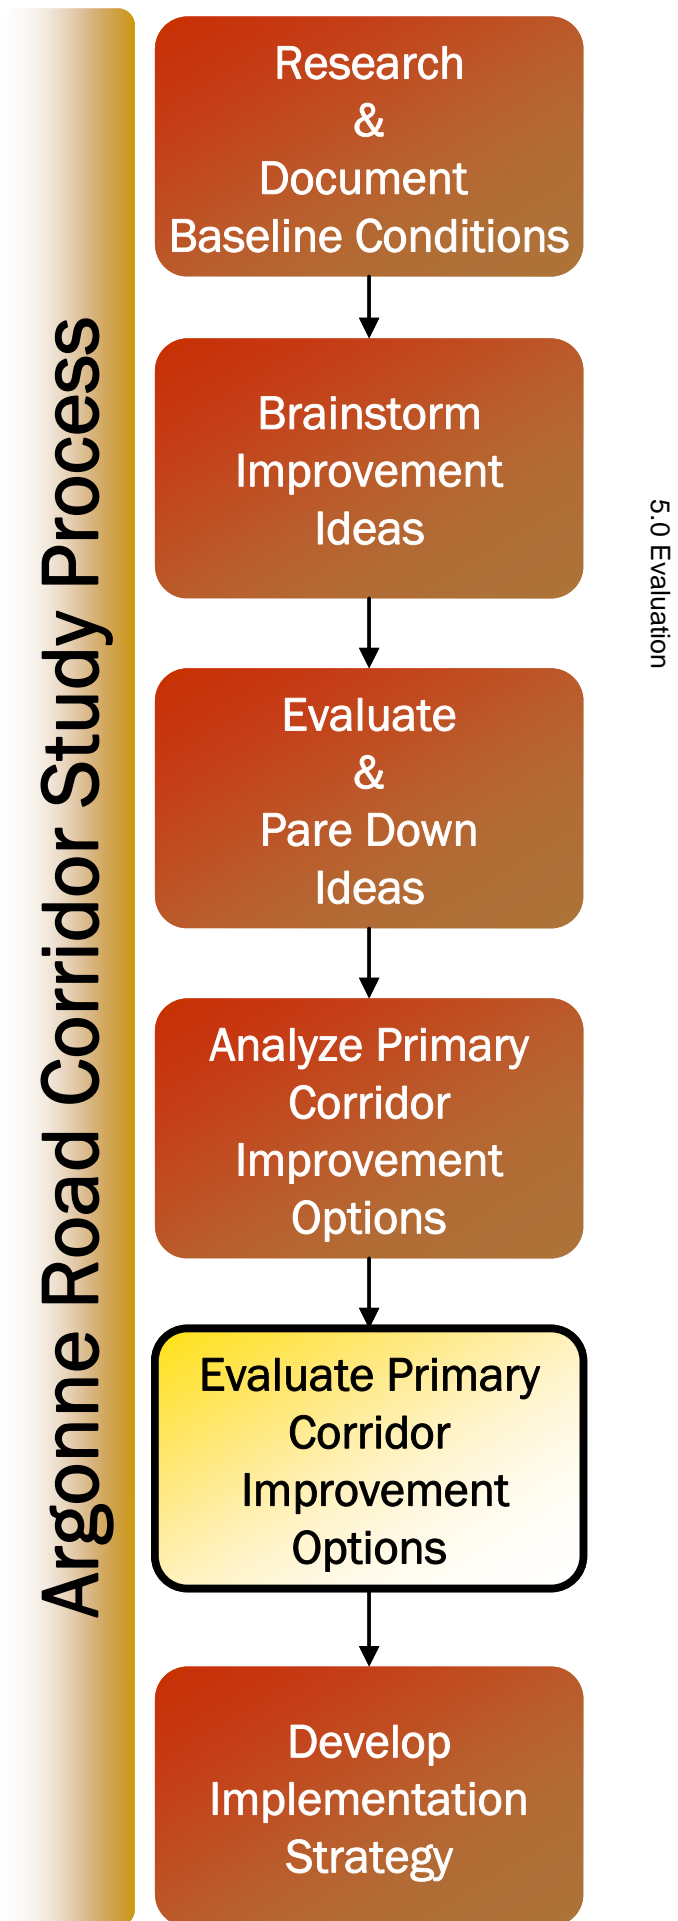 Argonne Road Corridor Study Process
Research
&
Document
Baseline Conditions
Brainstorm
Improvement
Ideas
Evaluate
&
Pare Down
Ideas
Analyze Primary
Corridor
Improvement
Options
Evaluate Primary
Corridor
Improvement
Options
Develop
Implementation
Strategy
5.0 Evaluation